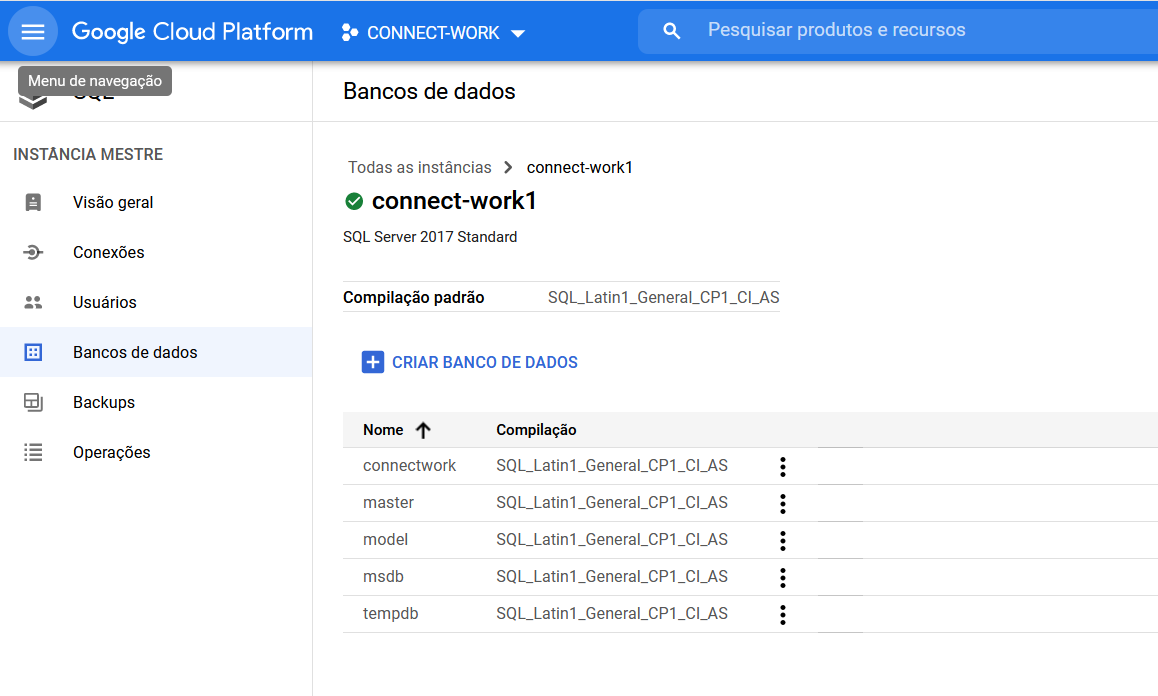 Google Cloud Platform CONNECT-WORK Pesquisar produtos e recursos
Menu de navegação
SQL
Bancos de dados
INSTÂNCIA MESTRE
Visão geral
Conexões
Usuários
Bancos de dados
Backups
Operações
Todas as instâncias connect-work1
connect-work1
SQL Server 2017 Standard
Compilação padrão SQL_Latin1_General_CP1_CI_AS
CRIAR BANCO DE DADOS
Nome Compilação
connectwork SQL_Latin1_General_CP1_CI_AS
master SQL_Latin1_General_CP1_CI_AS
model SQL_Latin1_General_CP1_CI_AS
msdb SQL_Latin1_General_CP1_CI_AS
tempdb SQL_Latin1_General_CP1_CI_AS